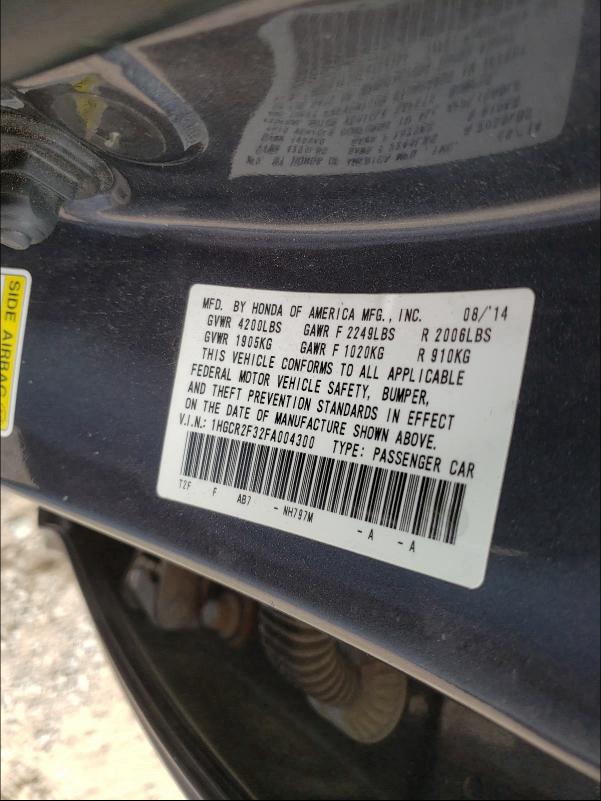 MFD. BY HONDA OF AMERICA MFG., INC. 08/'14
GVWR 4200LBS GAWR F 2249LBS R 2006LBS
GVWR 1905KG GAWR F 1020KG R 910KG
THIS VEHICLE CONFORMS TO ALL APPLICABLE
FEDERAL MOTOR VEHICLE SAFETY, BUMPER,
AND THEFT PREVENTION STANDARDS IN EFFECT
ON THE DATE OF MANUFACTURE SHOWN ABOVE.
V.I.N.: 1HGCR2F32FA004300 TYPE: PASSENGER CAR
T2F F AB7 - NH797M - A - A
SIDE AIRBAG